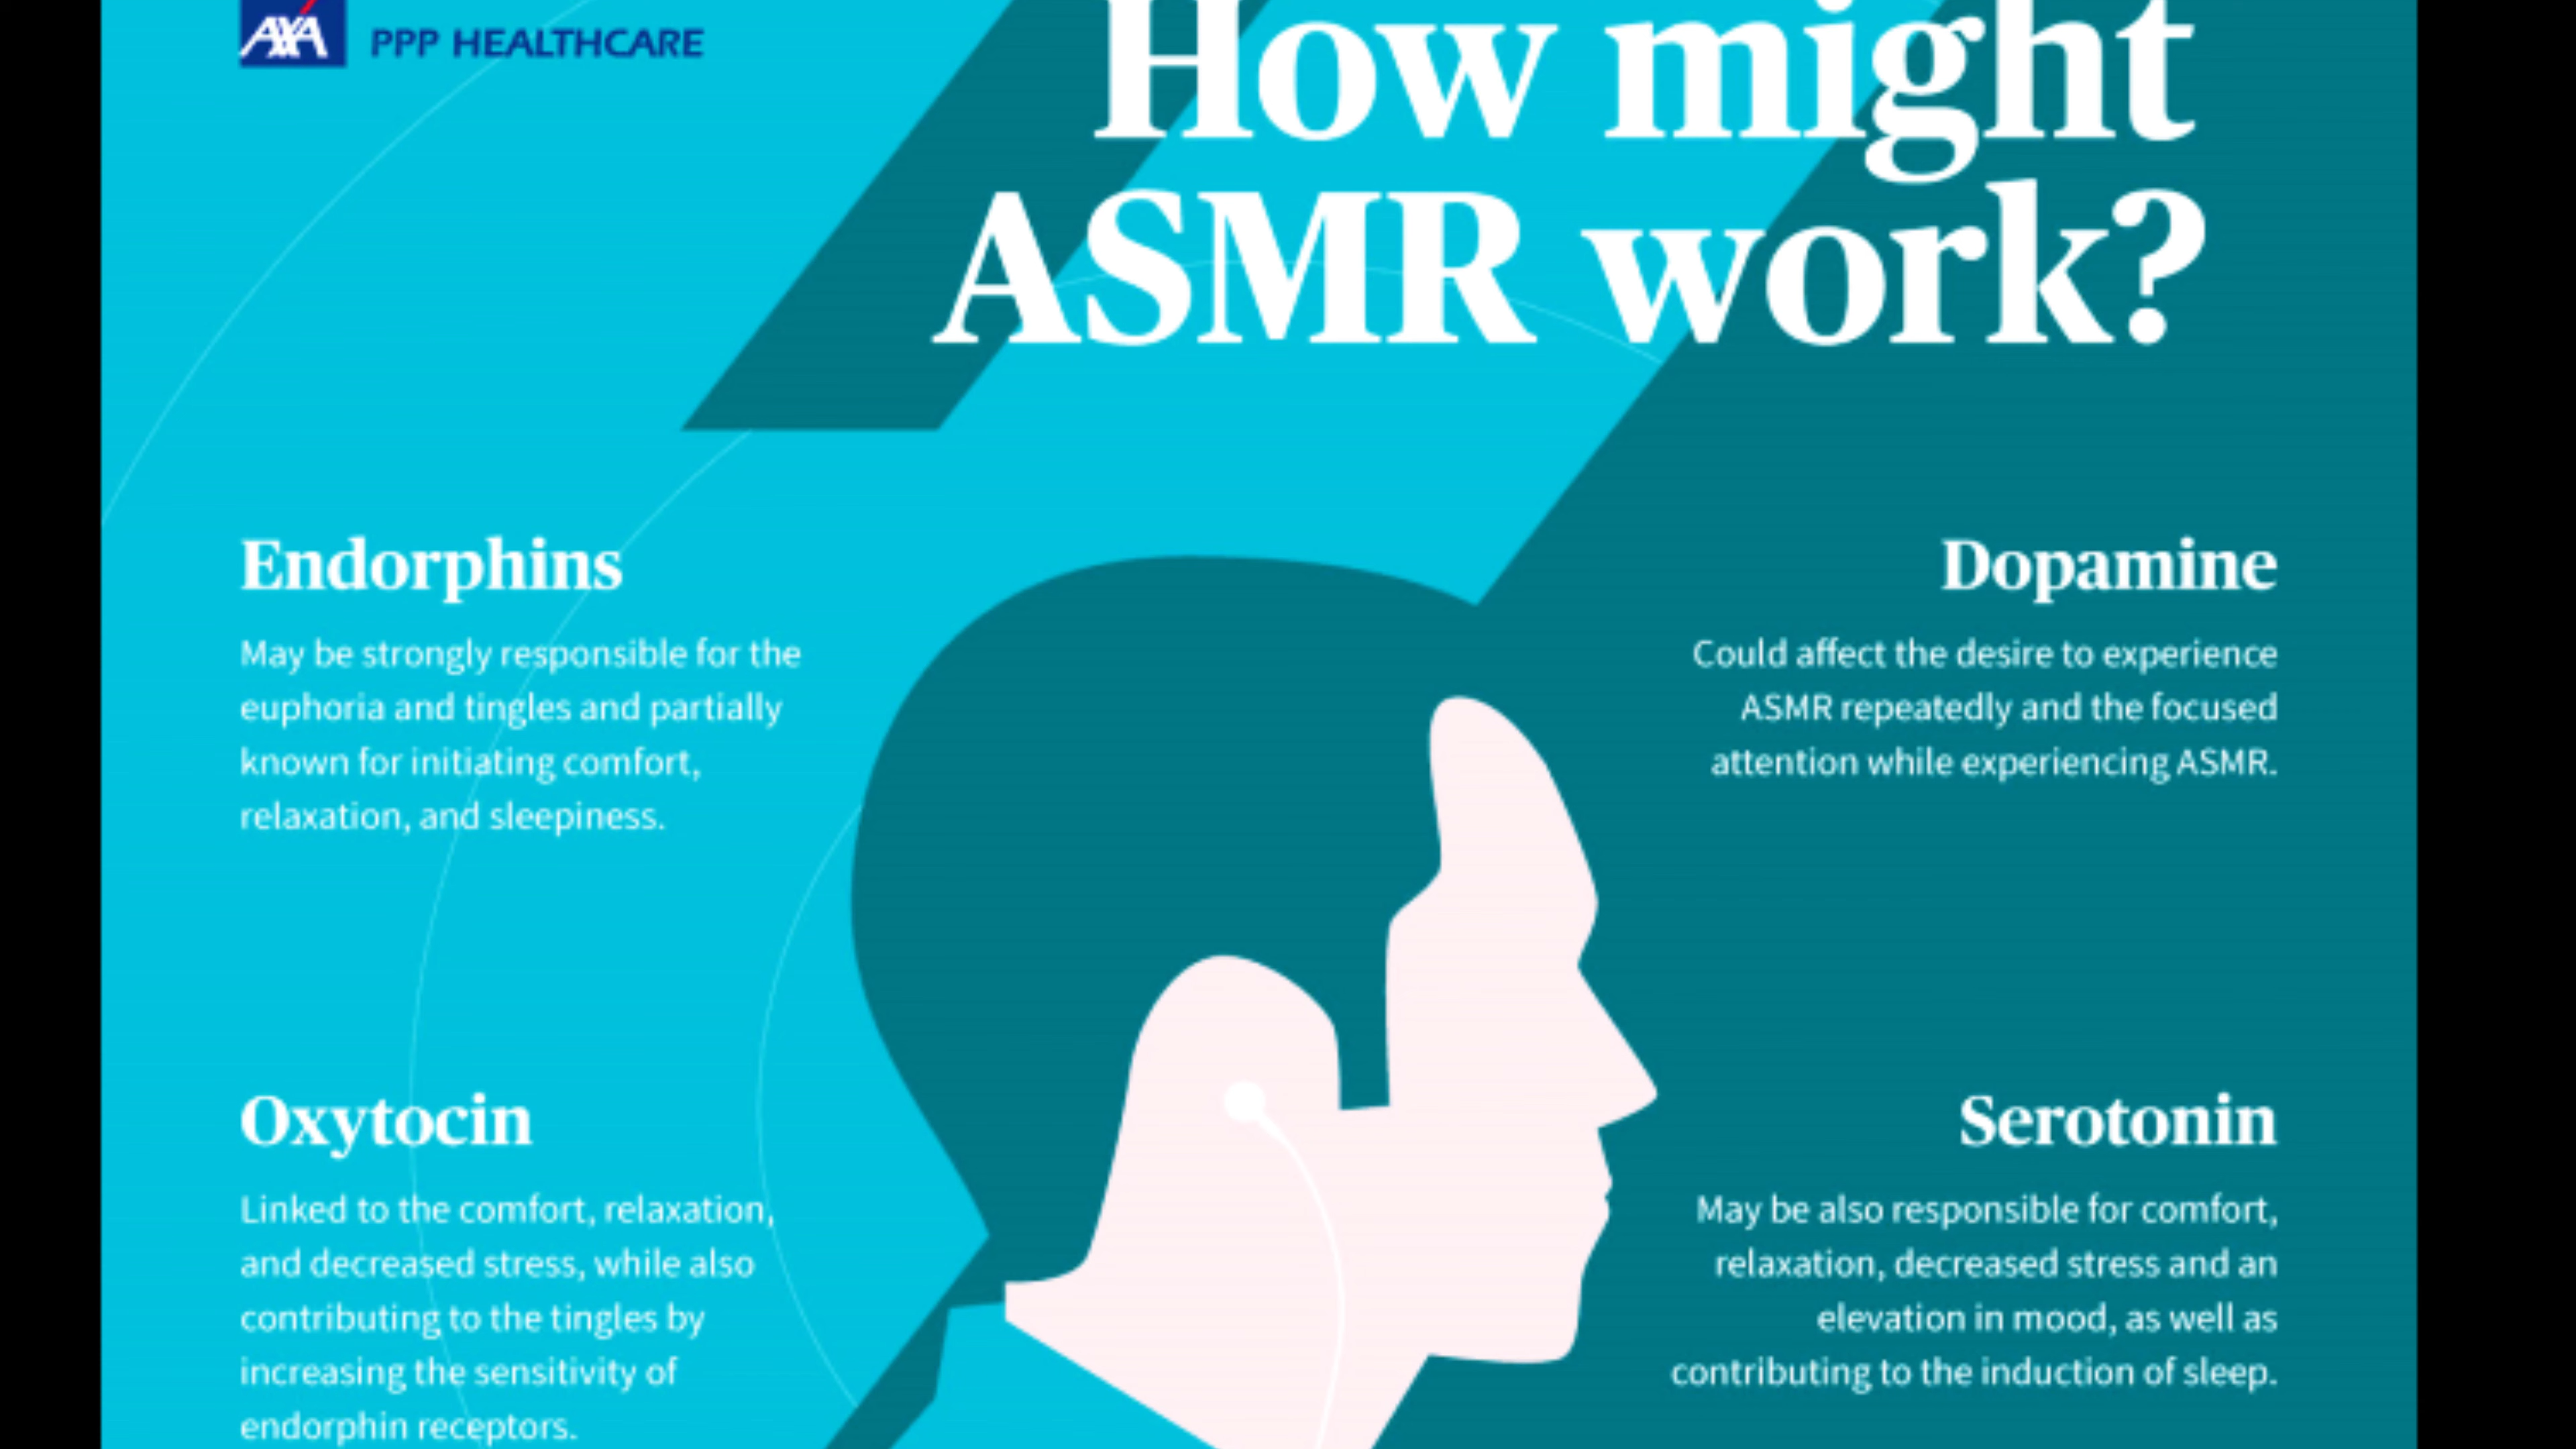 AXA PPP HEALTHCARE
How might
ASMR work?
Endorphins
May be strongly responsible for the
euphoria and tingles and partially
known for initiating comfort,
relaxation, and sleepiness.
Dopamine
Could affect the desire to experience
ASMR repeatedly and the focused
attention while experiencing ASMR.
Oxytocin
Linked to the comfort, relaxation,
and decreased stress, while also
contributing to the tingles by
increasing the sensitivity of
endorphin receptors.
Serotonin
May be also responsible for comfort,
relaxation, decreased stress and an
elevation in mood, as well as
contributing to the induction of sleep.